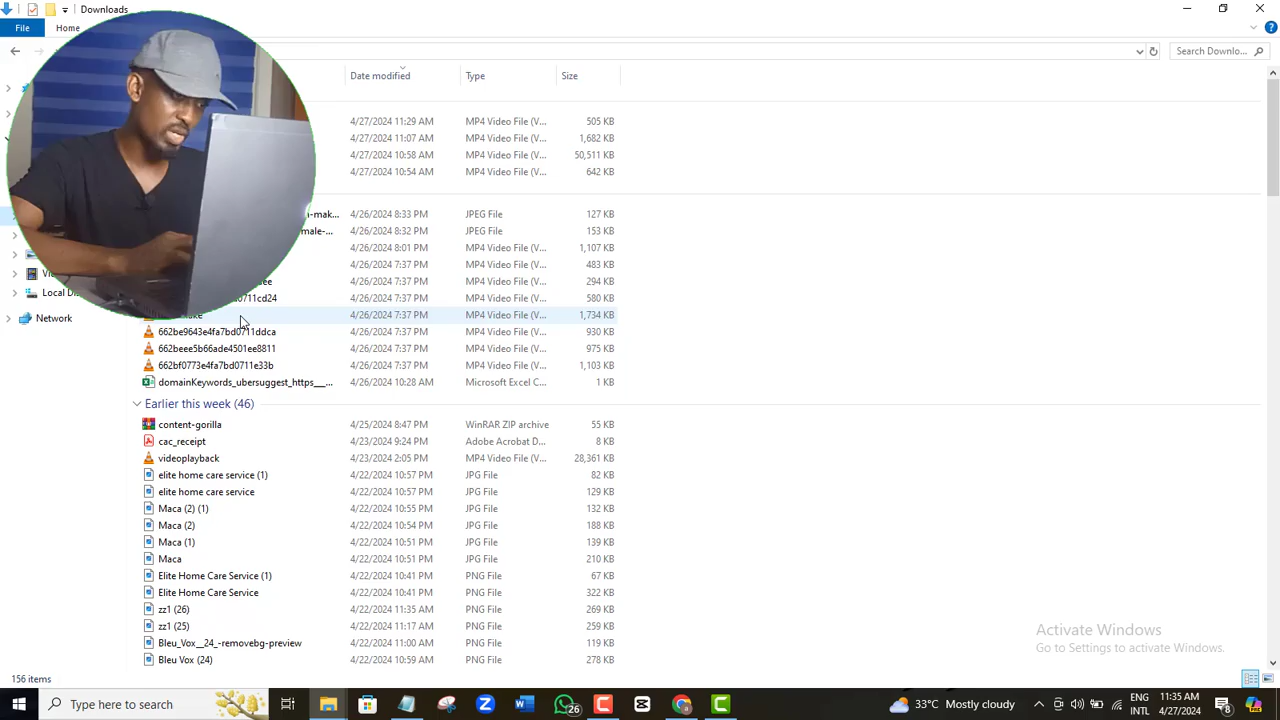 Downloads
File Home
Search Downlo...
Date modified Type Size
4/27/2024 11:29 AM MP4 Video File (V... 505 KB
4/27/2024 11:07 AM MP4 Video File (V... 1,682 KB
4/27/2024 10:58 AM MP4 Video File (V... 50,511 KB
4/27/2024 10:54 AM MP4 Video File (V... 642 KB
4/26/2024 8:33 PM JPEG File 127 KB
4/26/2024 8:32 PM JPEG File 153 KB
4/26/2024 8:01 PM MP4 Video File (V... 1,107 KB
4/26/2024 7:37 PM MP4 Video File (V... 483 KB
4/26/2024 7:37 PM MP4 Video File (V... 294 KB
4/26/2024 7:37 PM MP4 Video File (V... 580 KB
4/26/2024 7:37 PM MP4 Video File (V... 1,734 KB
Network
662be9643e4fa7bd0711ddca 4/26/2024 7:37 PM MP4 Video File (V... 930 KB
662beee5b66ade4501ee8811 4/26/2024 7:37 PM MP4 Video File (V... 975 KB
662bf0773e4fa7bd0711e33b 4/26/2024 7:37 PM MP4 Video File (V... 1,103 KB
domainKeywords_ubersuggest_https___... 4/26/2024 10:28 AM Microsoft Excel C... 1 KB
Earlier this week (46)
content-gorilla 4/25/2024 8:47 PM WinRAR ZIP archive 55 KB
cac_receipt 4/23/2024 9:24 PM Adobe Acrobat D... 8 KB
videoplayback 4/23/2024 2:05 PM MP4 Video File (V... 28,361 KB
elite home care service (1) 4/22/2024 10:57 PM JPG File 82 KB
elite home care service 4/22/2024 10:57 PM JPG File 129 KB
Maca (2) (1) 4/22/2024 10:55 PM JPG File 132 KB
Maca (2) 4/22/2024 10:54 PM JPG File 188 KB
Maca (1) 4/22/2024 10:51 PM JPG File 139 KB
Maca 4/22/2024 10:51 PM JPG File 210 KB
Elite Home Care Service (1) 4/22/2024 10:41 PM PNG File 67 KB
Elite Home Care Service 4/22/2024 10:41 PM PNG File 322 KB
zz1 (26) 4/22/2024 11:35 AM PNG File 269 KB
zz1 (25) 4/22/2024 11:17 AM PNG File 259 KB
Bleu_Vox__24_-removebg-preview 4/22/2024 11:00 AM PNG File 119 KB
Bleu Vox (24) 4/22/2024 10:59 AM PNG File 278 KB
Activate Windows
Go to Settings to activate Windows.
156 items
Type here to search
26
33°C Mostly cloudy
ENG
INTL
11:35 AM
4/27/2024
8